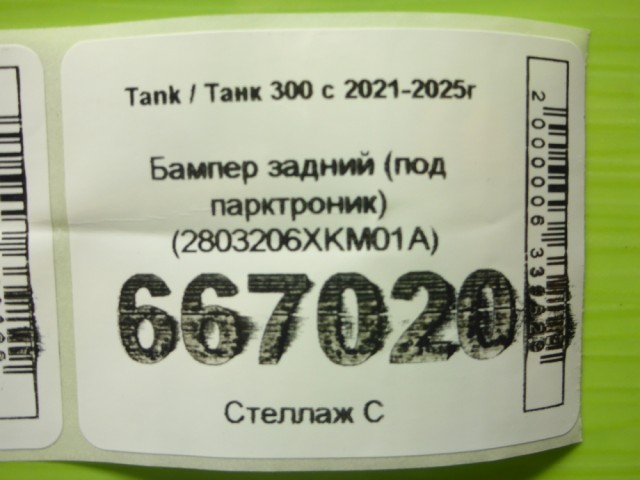 Tank / Танк 300 с 2021-2025г
Бампер задний (под
парктроник)
(2803206XKM01A)
667020
Стеллаж С